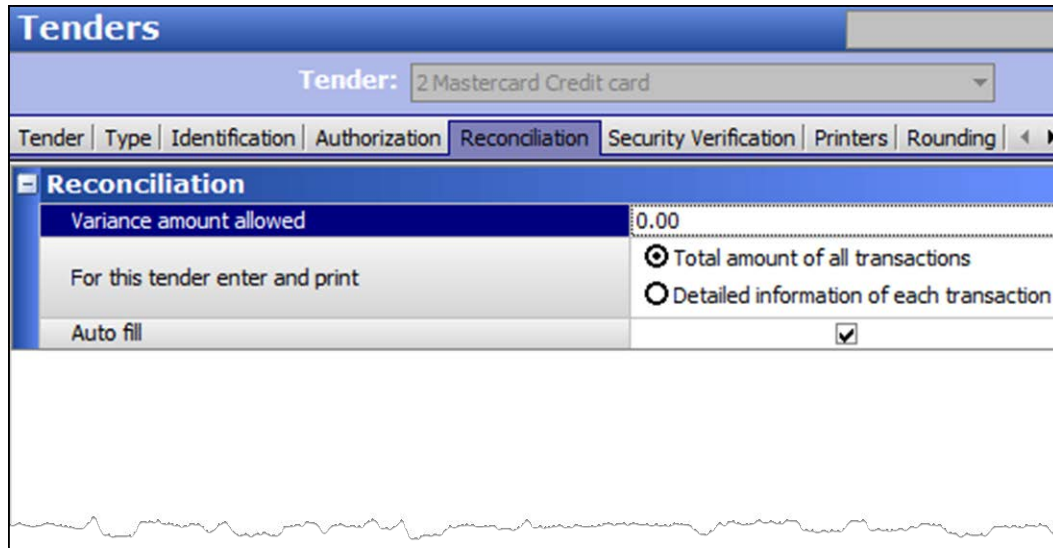 Tenders
Tender: 2 Mastercard Credit card
Tender Type Identification Authorization Reconciliation Security Verification Printers Rounding
Reconciliation
Variance amount allowed 0.00
For this tender enter and print
Total amount of all transactions
Detailed information of each transaction
Auto fill